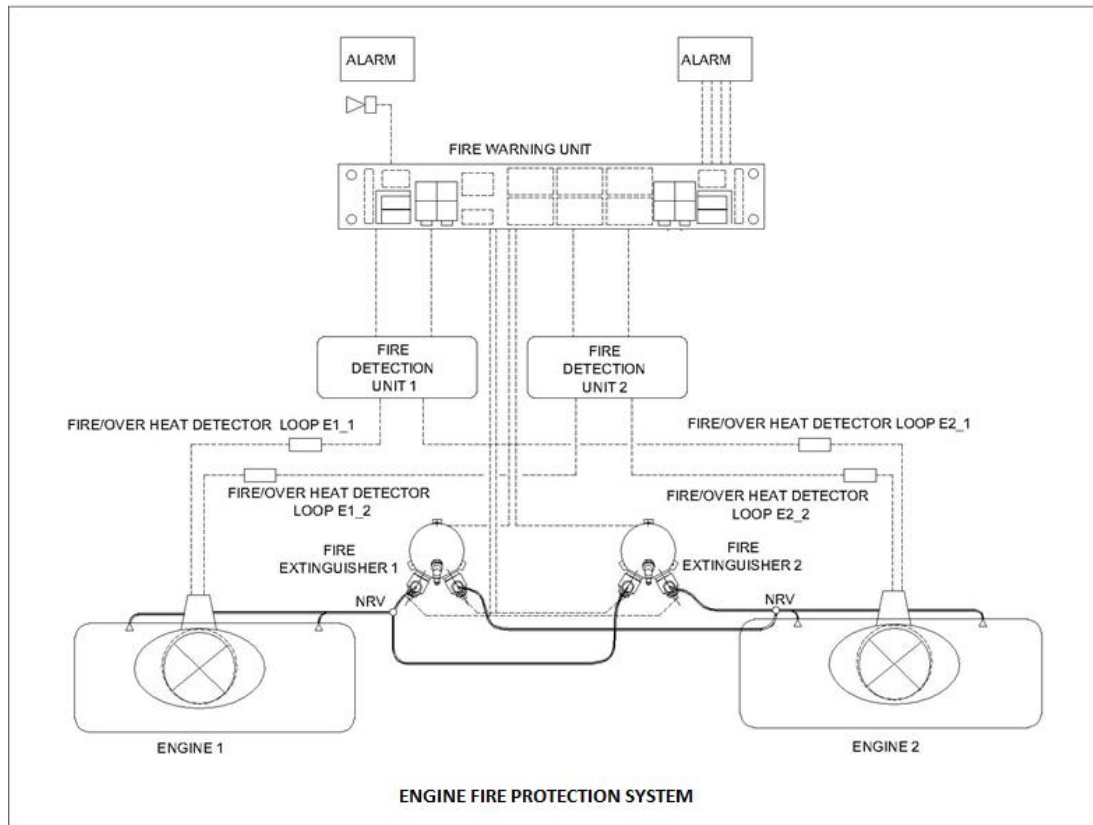 ALARM
ALARM
FIRE WARNING UNIT
FIRE
DETECTION
UNIT 1
FIRE
DETECTION
UNIT 2
FIRE/OVER HEAT DETECTOR LOOP E1_1
FIRE/OVER HEAT DETECTOR LOOP E2_1
FIRE/OVER HEAT DETECTOR
LOOP E1_2
FIRE/OVER HEAT DETECTOR
LOOP E2_2
FIRE
EXTINGUISHER 1
FIRE
EXTINGUISHER 2
NRV
NRV
ENGINE 1
ENGINE 2
ENGINE FIRE PROTECTION SYSTEM